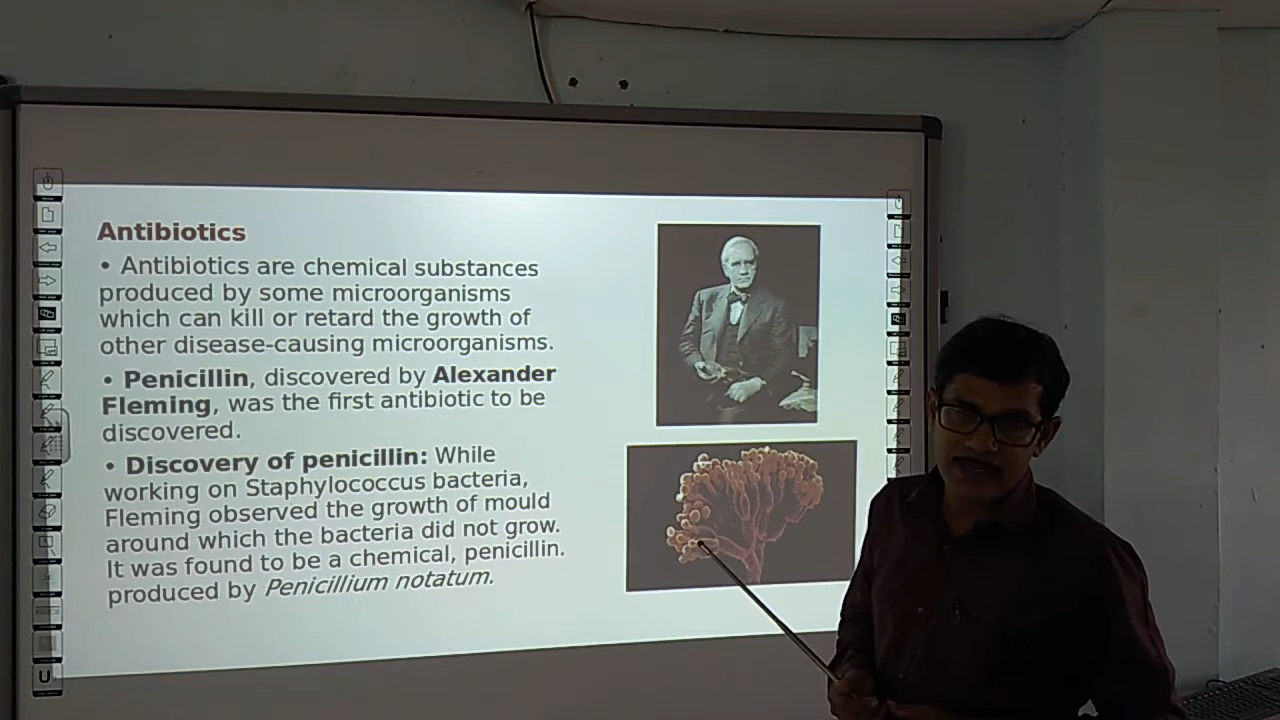 Antibiotics
• Antibiotics are chemical substances
produced by some microorganisms
which can kill or retard the growth of
other disease-causing microorganisms.
• Penicillin, discovered by Alexander
Fleming, was the first antibiotic to be
discovered.
• Discovery of penicillin: While
working on Staphylococcus bacteria,
Fleming observed the growth of mould
around which the bacteria did not grow.
It was found to be a chemical, penicillin.
produced by Penicillium notatum.